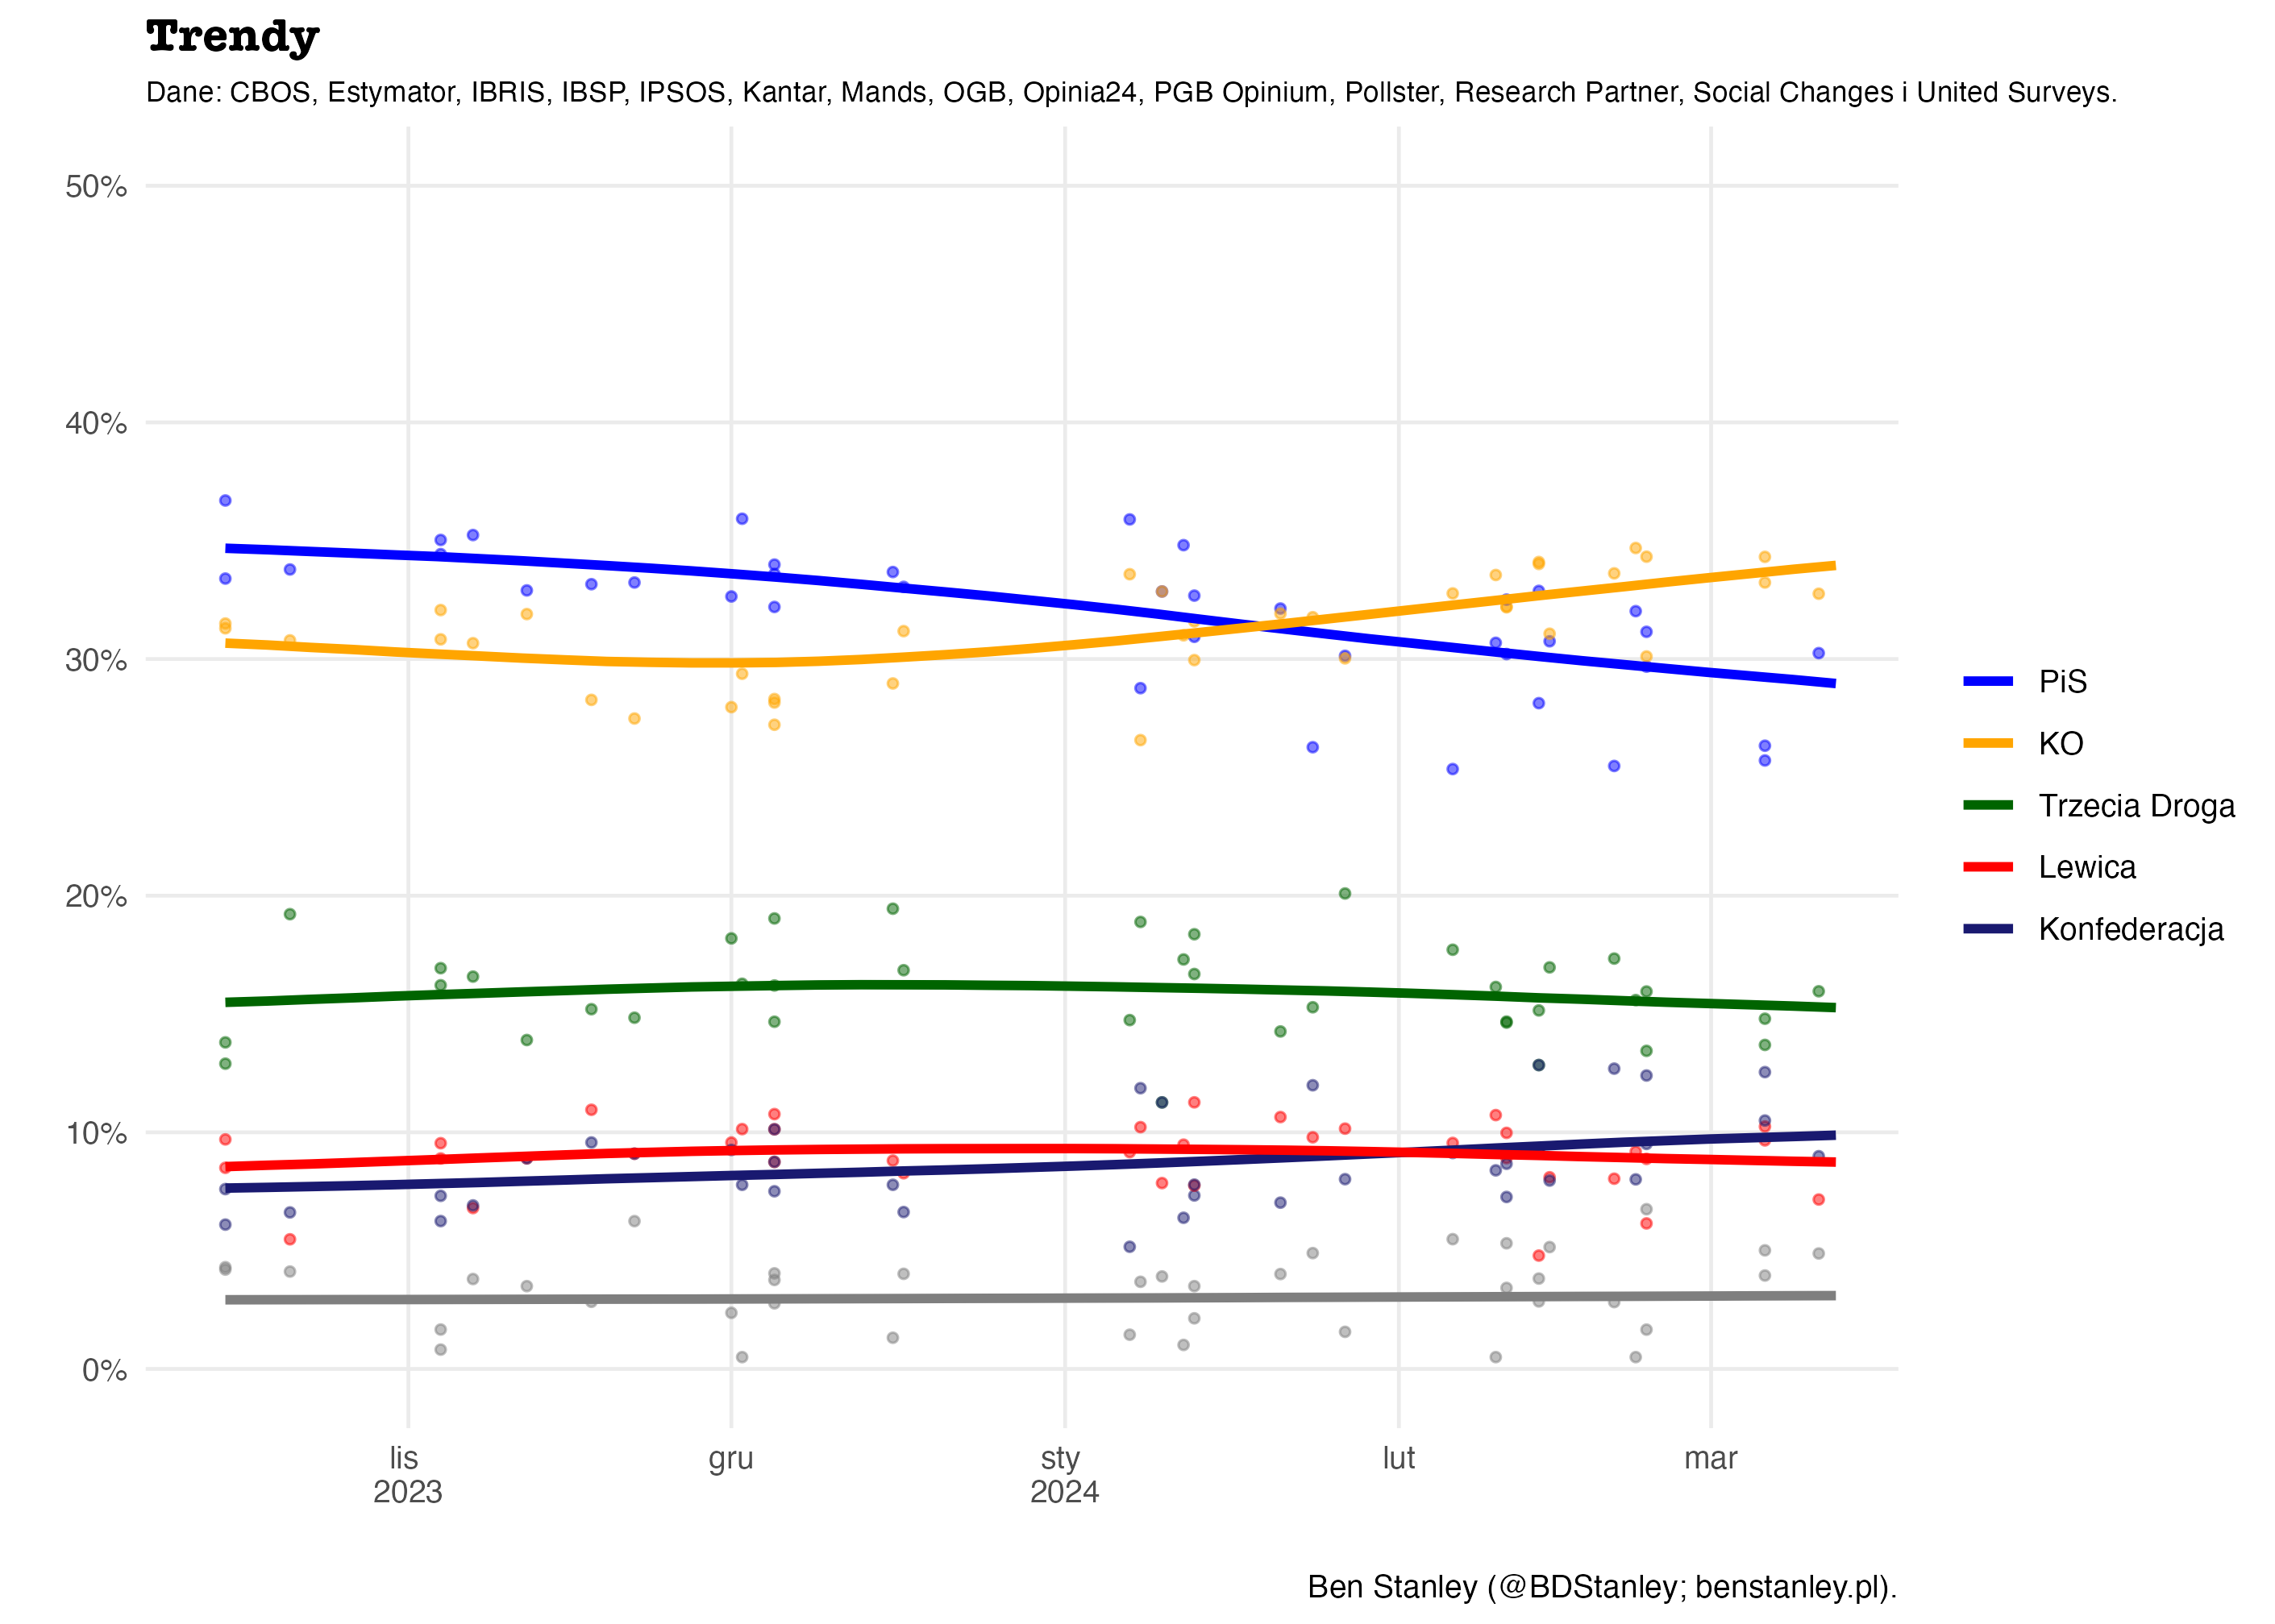 Trendy
Dane: CBOS, Estymator, IBRIS, IBSP, IPSOS, Kantar, Mands, OGB, Opinia24, PGB Opinium, Pollster, Research Partner, Social Changes i United Surveys.
50%
40%
30%
20%
10%
0%
lis
2023
gru
sty
2024
lut
mar
PiS
KO
Trzecia Droga
Lewica
Konfederacja
Ben Stanley (@BDStanley; benstanley.pl).